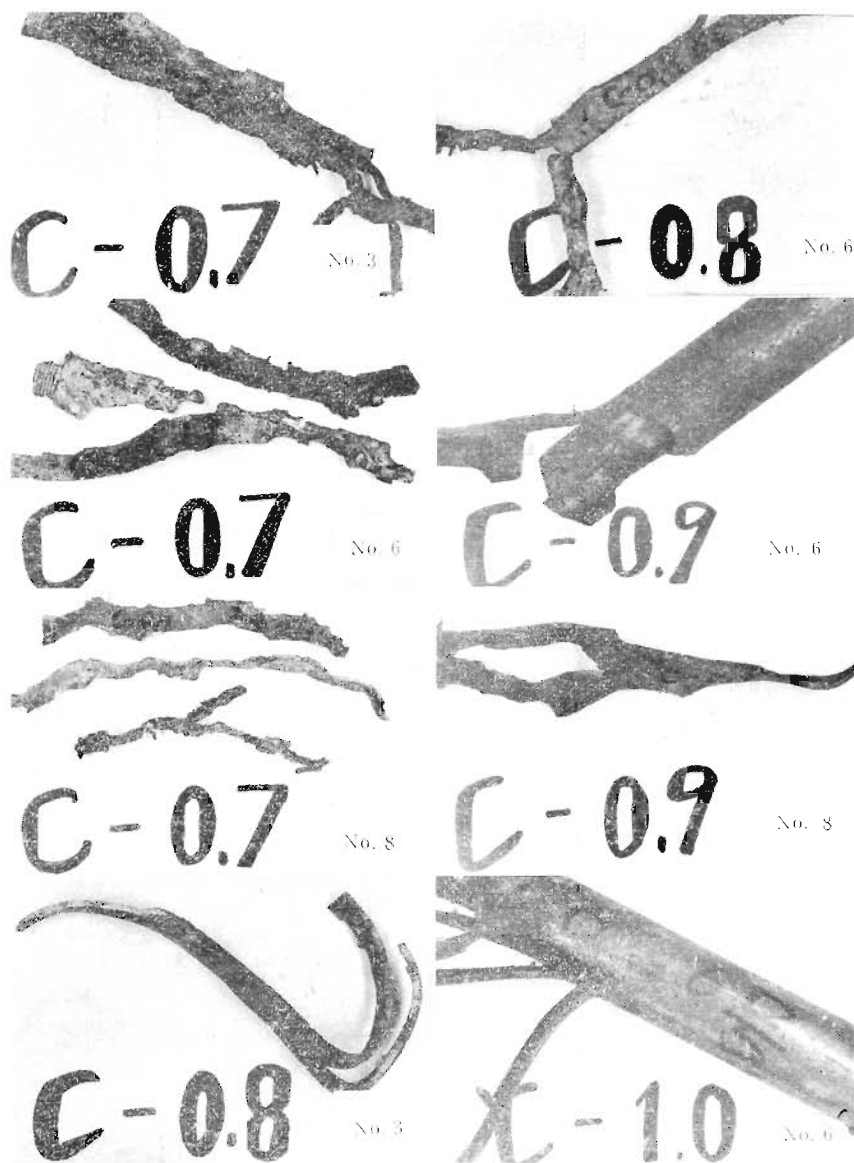 C - 0.7 No. 3
C - 0.8 No. 6
C - 0.7 No. 6
C - 0.9 No. 6
C - 0.7 No. 8
C - 0.9 No. 8
C - 0.8 No. 3
C - 1.0 No. 6